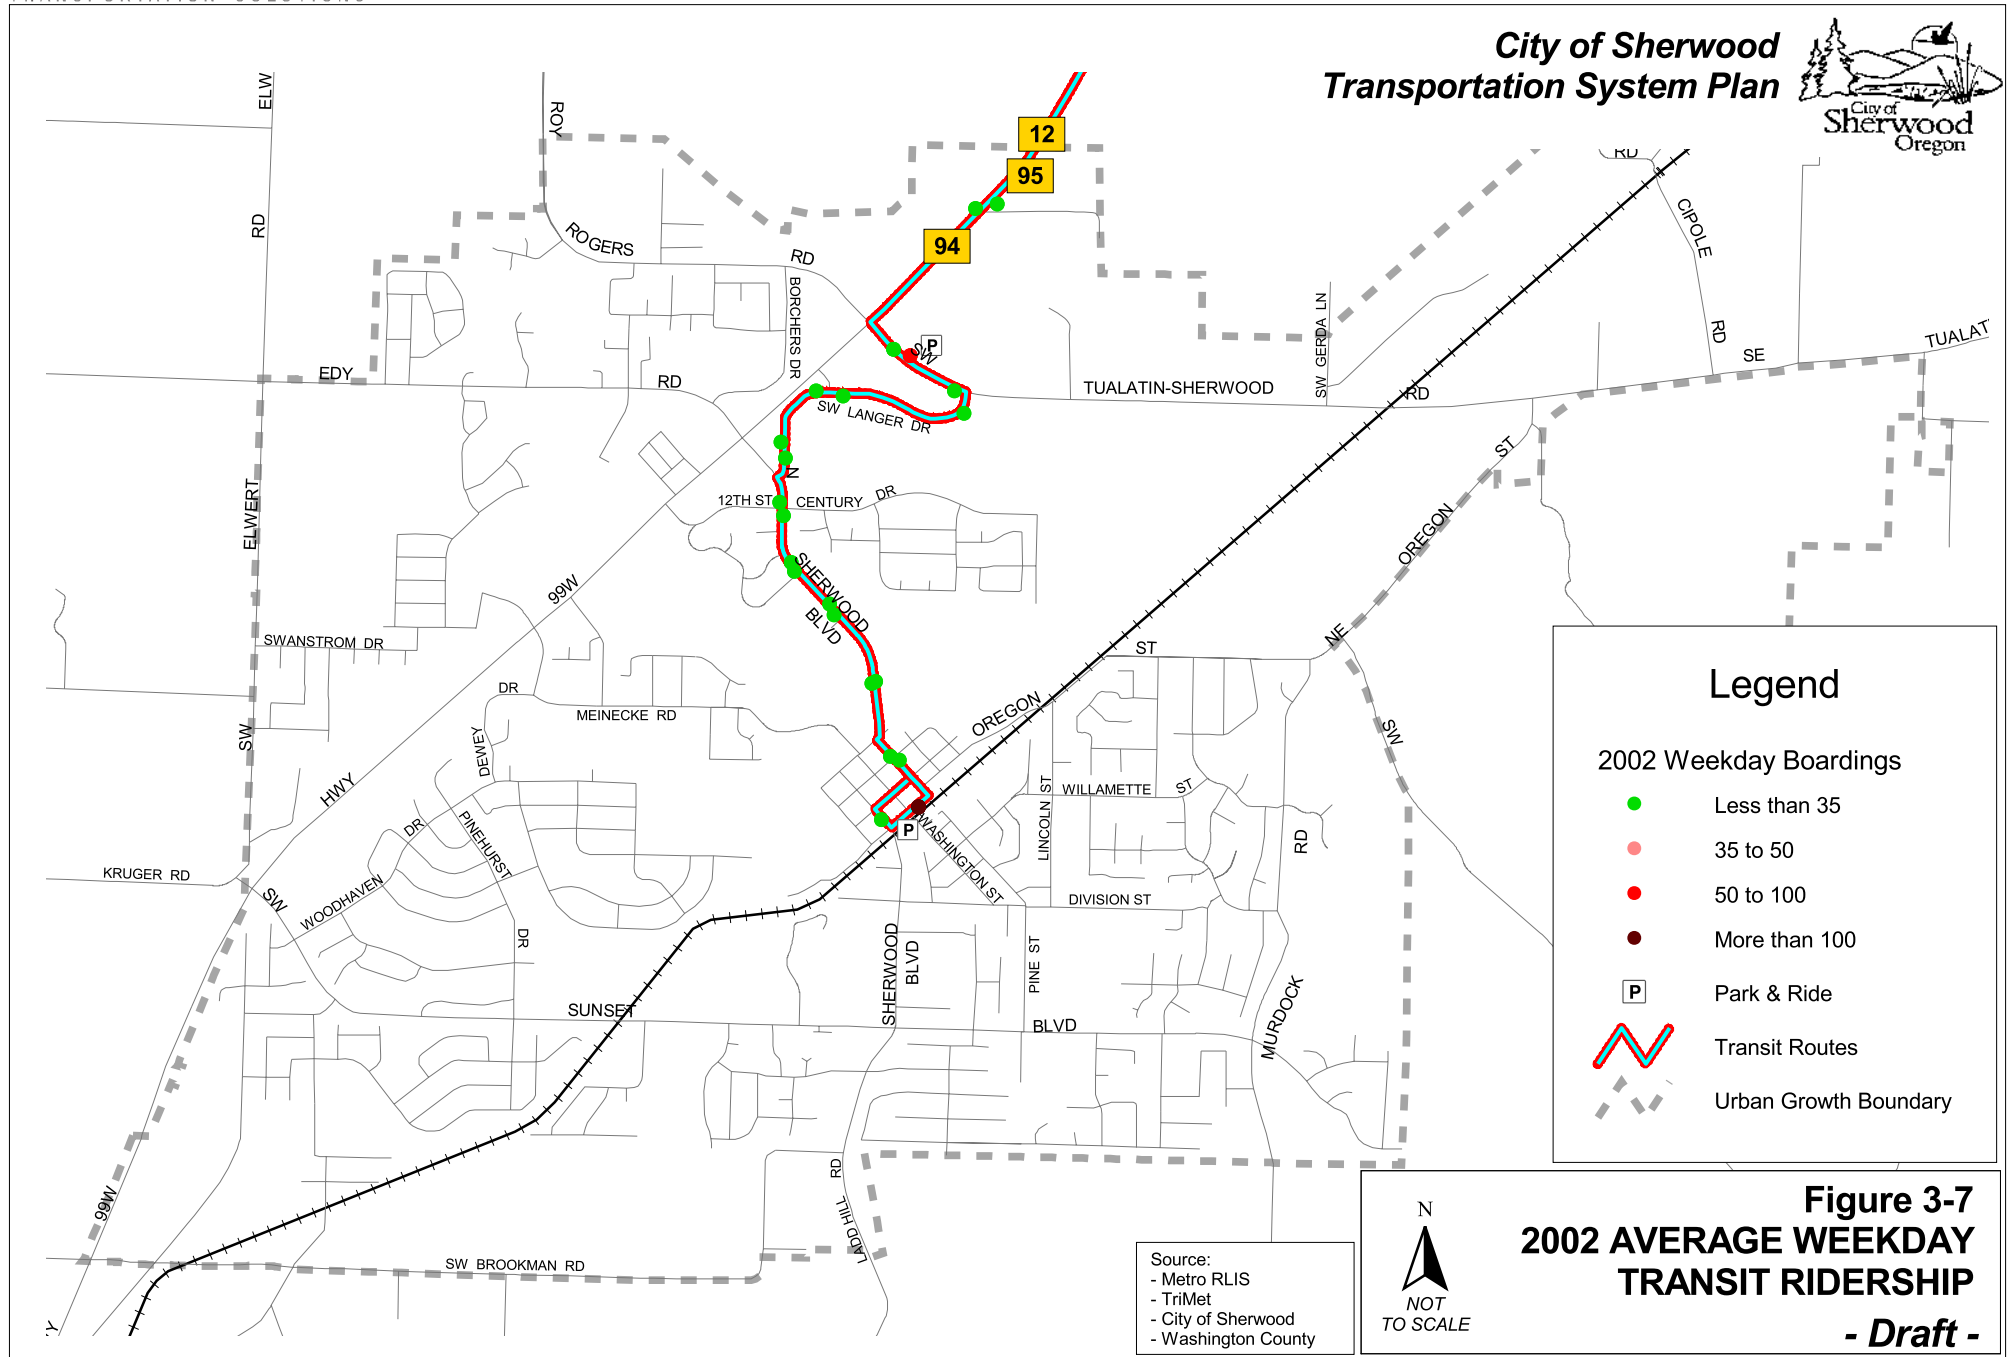 TRANSPORTATION SOLUTIONS
City of Sherwood
Transportation System Plan
City of
Sherwood
Oregon
ELW
ROY
12
95
94
RD
RD
ROGERS
RD
BORCHERS DR
CIPOLE
RD
SW GERDA LN
SE
TUALAT
P
SW
EDY
RD
TUALATIN-SHERWOOD
RD
SW LANGER DR
N
12TH ST
CENTURY
DR
ST
OREGON
ELWERT
99W
SHERWOOD
BLVD
SWANSTROM DR
NE
ST
DR
MEINECKE RD
OREGON
SW
SW
DEWEY
HWY
WILLAMETTE
ST
LINCOLN ST
DR
PINEHURST
P
WASHINGTON ST
RD
KRUGER RD
SW
WOODHAVEN
DIVISION ST
DR
SHERWOOD
BLVD
PINE ST
SUNSET
BLVD
MURDOCK
99W
RD
LADD HILL
SW BROOKMAN RD
Y
Legend
2002 Weekday Boardings
Less than 35
35 to 50
50 to 100
More than 100
P
Park & Ride
Transit Routes
Urban Growth Boundary
Source:
- Metro RLIS
- TriMet
- City of Sherwood
- Washington County
N
NOT
TO SCALE
Figure 3-7
2002 AVERAGE WEEKDAY
TRANSIT RIDERSHIP
- Draft -